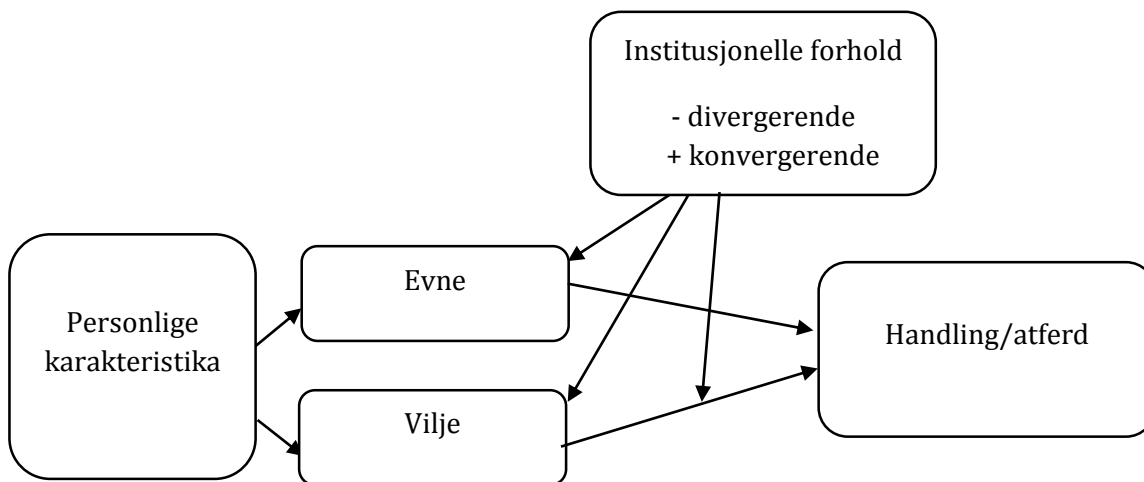 Institusjonelle forhold
- divergerende
+ konvergerende
Personlige
karakteristika
Evne
Vilje
Handling/atferd